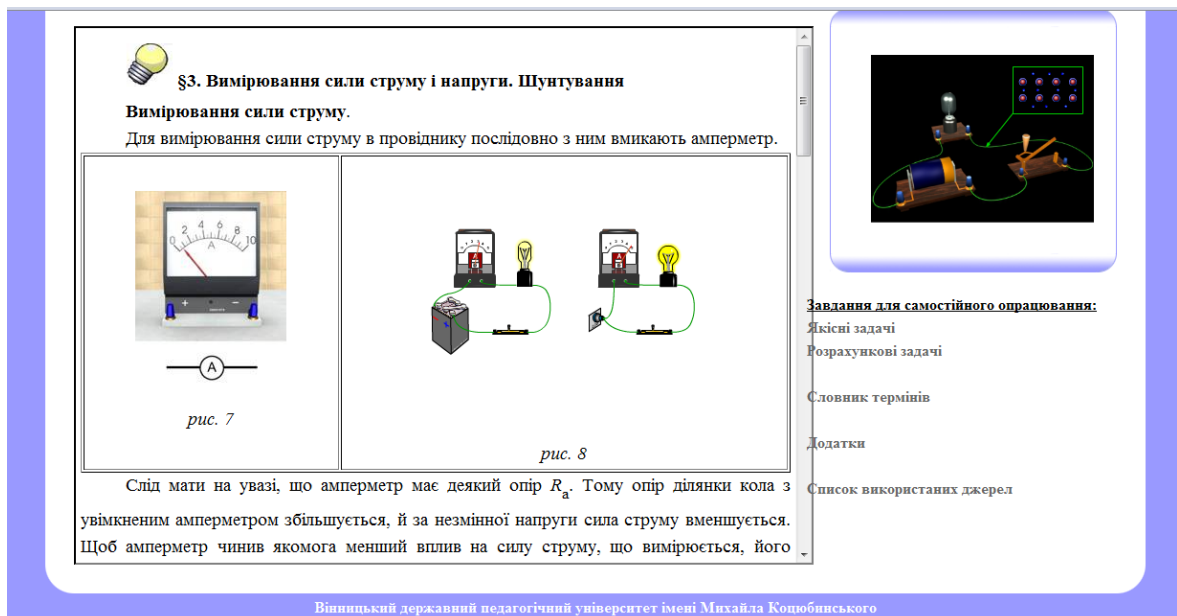 §3. Вимірювання сили струму і напруги. Шунтування
Вимірювання сили струму.
Для вимірювання сили струму в провіднику послідовно з ним вмикають амперметр.
0 2 4 6 8 10
A
+ −
A
рис. 7
рис. 8
Слід мати на увазі, що амперметр має деякий опір Rа. Тому опір ділянки кола з
увімкненим амперметром збільшується, й за незмінної напруги сила струму вменшується.
Щоб амперметр чинив якомога менший вплив на силу струму, що вимірюється, його
Завдання для самостійного опрацювання:
Якісні задачі
Розрахункові задачі
Словник термінів
Додатки
Список використаних джерел
Вінницький державний педагогічний університет імені Михайла Коцюбинського